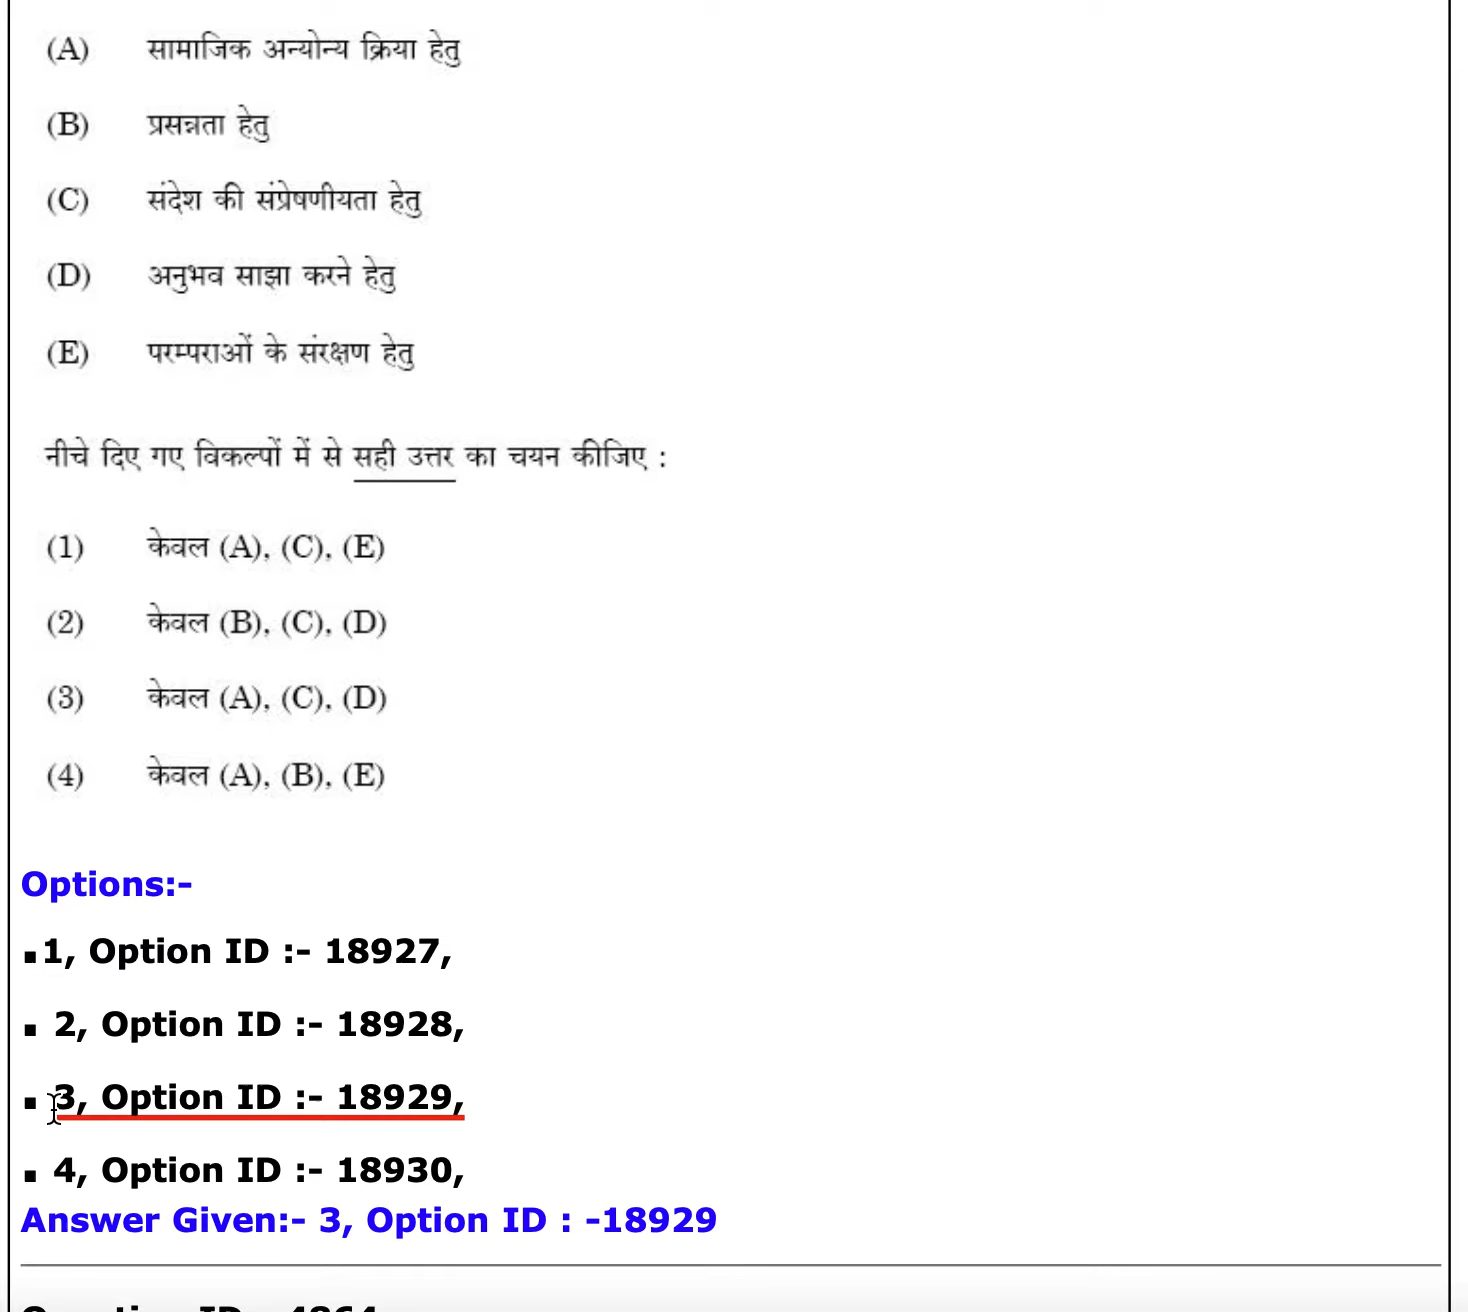 (A) सामाजिक अन्योन्य क्रिया हेतु
(B) प्रसन्नता हेतु
(C) संदेश की संप्रेषणीयता हेतु
(D) अनुभव साझा करने हेतु
(E) परम्पराओं के संरक्षण हेतु
नीचे दिए गए विकल्पों में से सही उत्तर का चयन कीजिए :
(1) केवल (A), (C), (E)
(2) केवल (B), (C), (D)
(3) केवल (A), (C), (D)
(4) केवल (A), (B), (E)
Options:-
▪1, Option ID :- 18927,
▪ 2, Option ID :- 18928,
▪ 3, Option ID :- 18929,
▪ 4, Option ID :- 18930,
Answer Given:- 3, Option ID : -18929